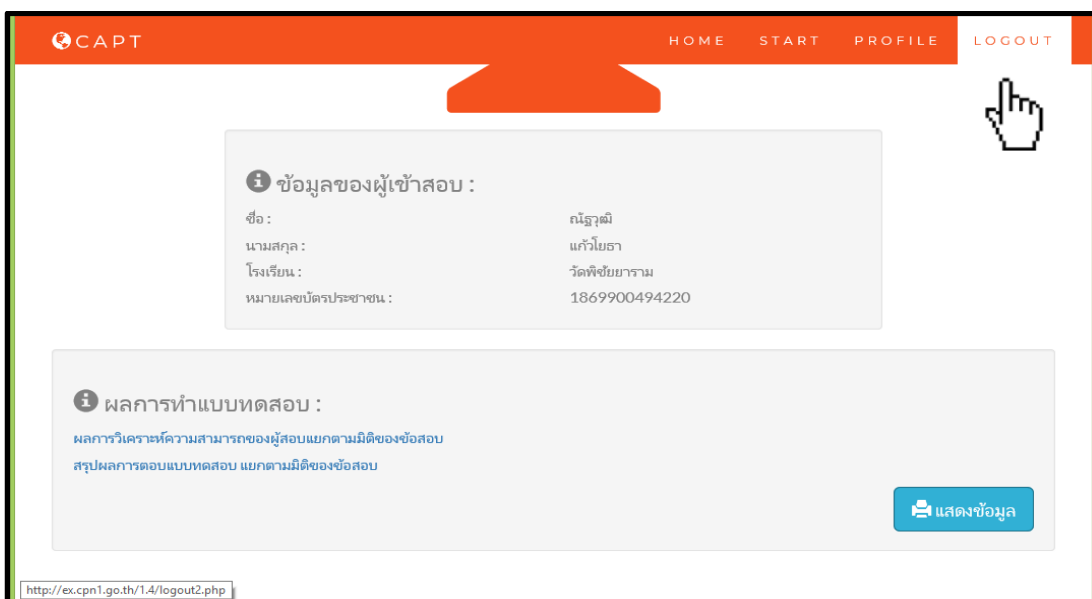 CAPT HOME START PROFILE LOGOUT
ข้อมูลของผู้เข้าสอบ :
ชื่อ : ณัฐวุฒิ
นามสกุล : แก้วโยธา
โรงเรียน : วัดพิชัยยาราม
หมายเลขบัตรประชาชน : 1869900494220
ผลการทำแบบทดสอบ :
ผลการวิเคราะห์ความสามารถของผู้สอบแยกตามมิติของข้อสอบ
สรุปผลการตอบแบบทดสอบ แยกตามมิติของข้อสอบ
แสดงข้อมูล
http://ex.cpn1.go.th/1.4/logout2.php